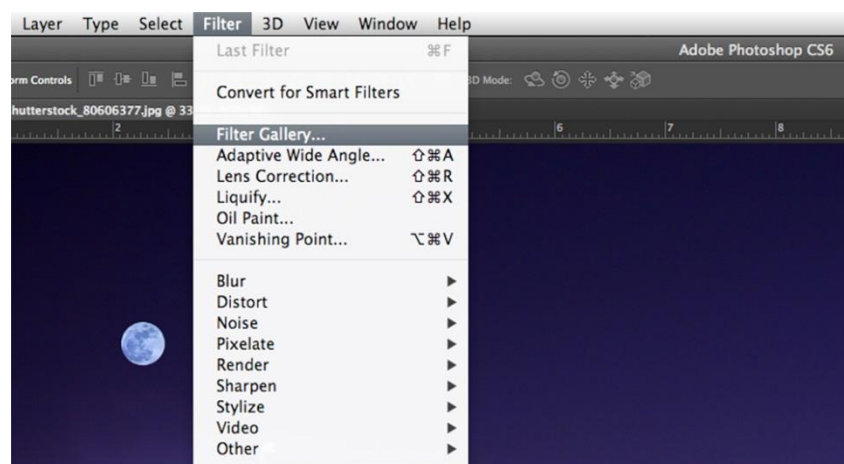 Layer Type Select Filter 3D View Window Help
Last Filter ⌘F
Adobe Photoshop CS6
Controls
3D Mode:
Convert for Smart Filters
hutterstock_80606377.jpg @ 33
Filter Gallery...
2 6 7 8
Adaptive Wide Angle... ⇧⌘A
Lens Correction... ⇧⌘R
Liquify... ⇧⌘X
Oil Paint...
Vanishing Point... ⌥⌘V
Blur
Distort
Noise
Pixelate
Render
Sharpen
Stylize
Video
Other